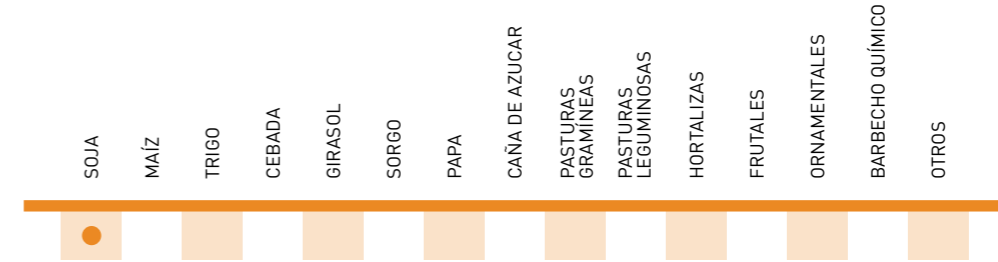 SOJA
MAÍZ
TRIGO
CEBADA
GIRASOL
SORGO
PAPA
CAÑA DE AZUCAR
PASTURAS
GRAMÍNEAS
PASTURAS
LEGUMINOSAS
HORTALIZAS
FRUTALES
ORNAMENTALES
BARBECHO QUÍMICO
OTROS